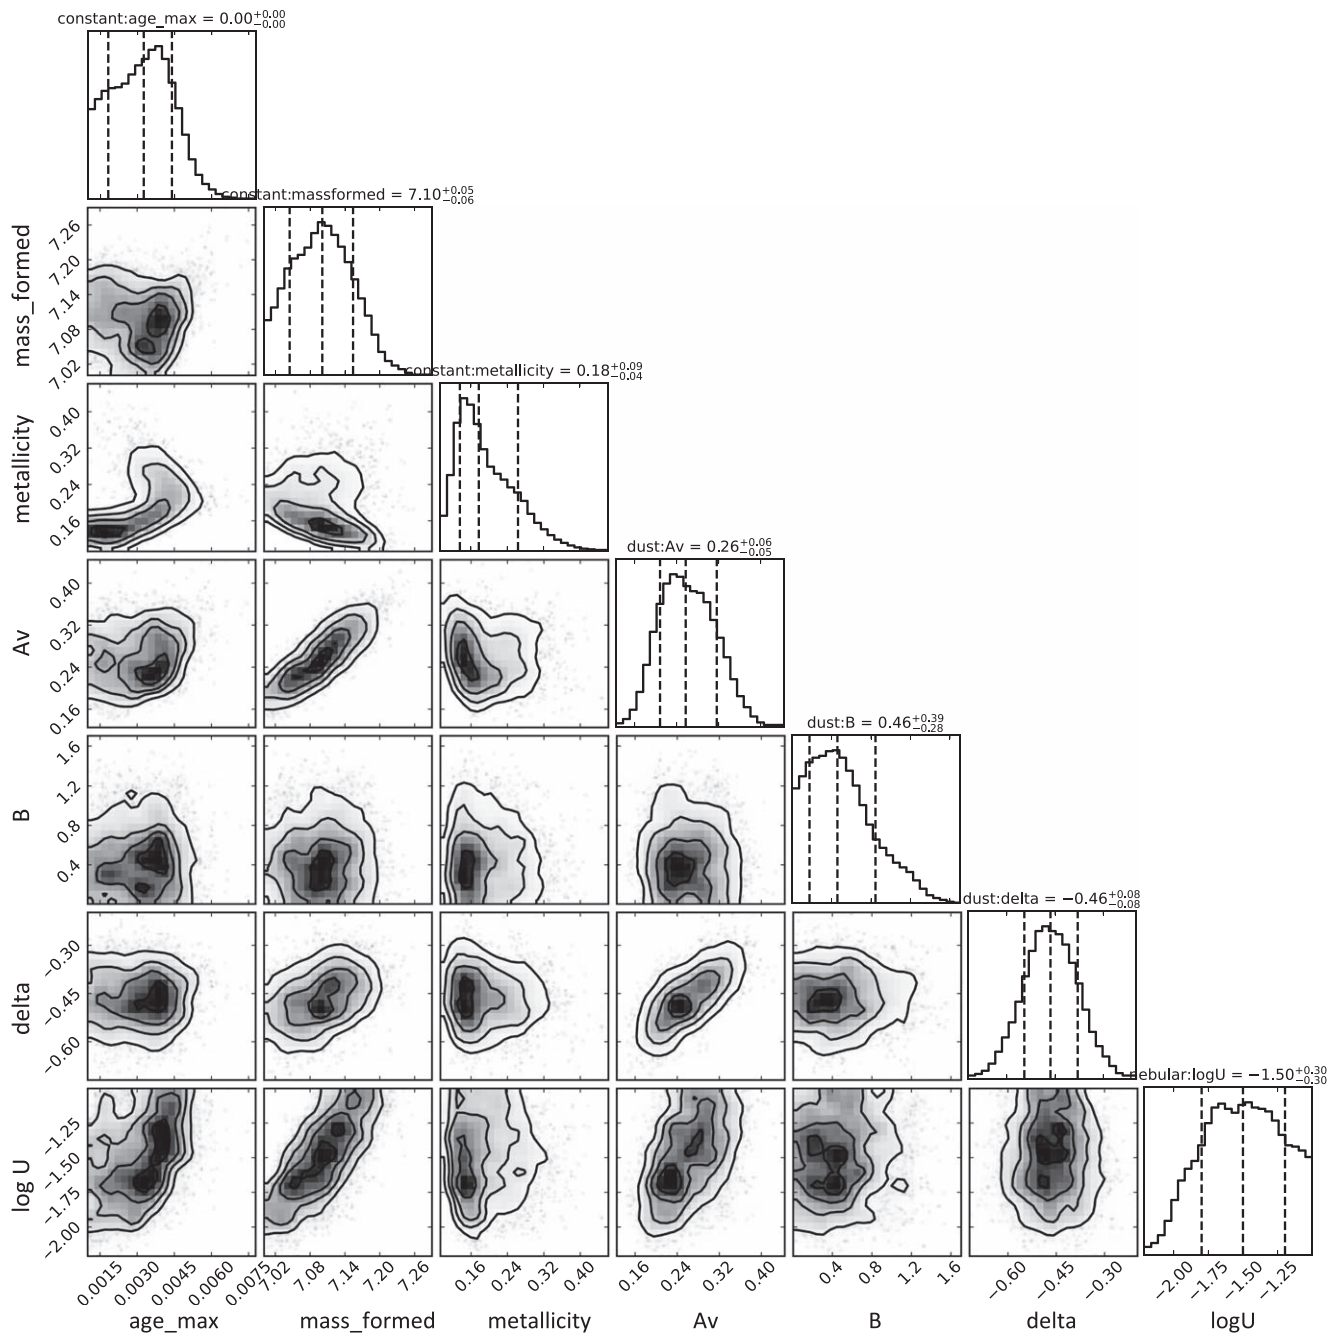 constant:age_max = 0.00+0.00−0.00
constant:massformed = 7.10+0.05−0.06
7.26
7.20
7.14
7.08
7.02
mass_formed
constant:metallicity = 0.18+0.09−0.04
0.40
0.32
0.24
0.16
metallicity
dust:Av = 0.26+0.06−0.05
0.40
0.32
0.24
0.16
Av
dust:B = 0.46+0.39−0.28
1.6
1.2
0.8
0.4
B
dust:delta = −0.46+0.08−0.08
−0.30
−0.45
−0.60
delta
nebular:logU = −1.50+0.30−0.30
−1.25
−1.50
−1.75
−2.00
log U
0.0015 0.0030 0.0045 0.0060 0.0075
7.02 7.08 7.14 7.20 7.26
0.16 0.24 0.32 0.40
0.16 0.24 0.32 0.40
0.4 0.8 1.2 1.6
−0.60 −0.45 −0.30
−2.00 −1.75 −1.50 −1.25
age_max mass_formed metallicity Av B delta logU